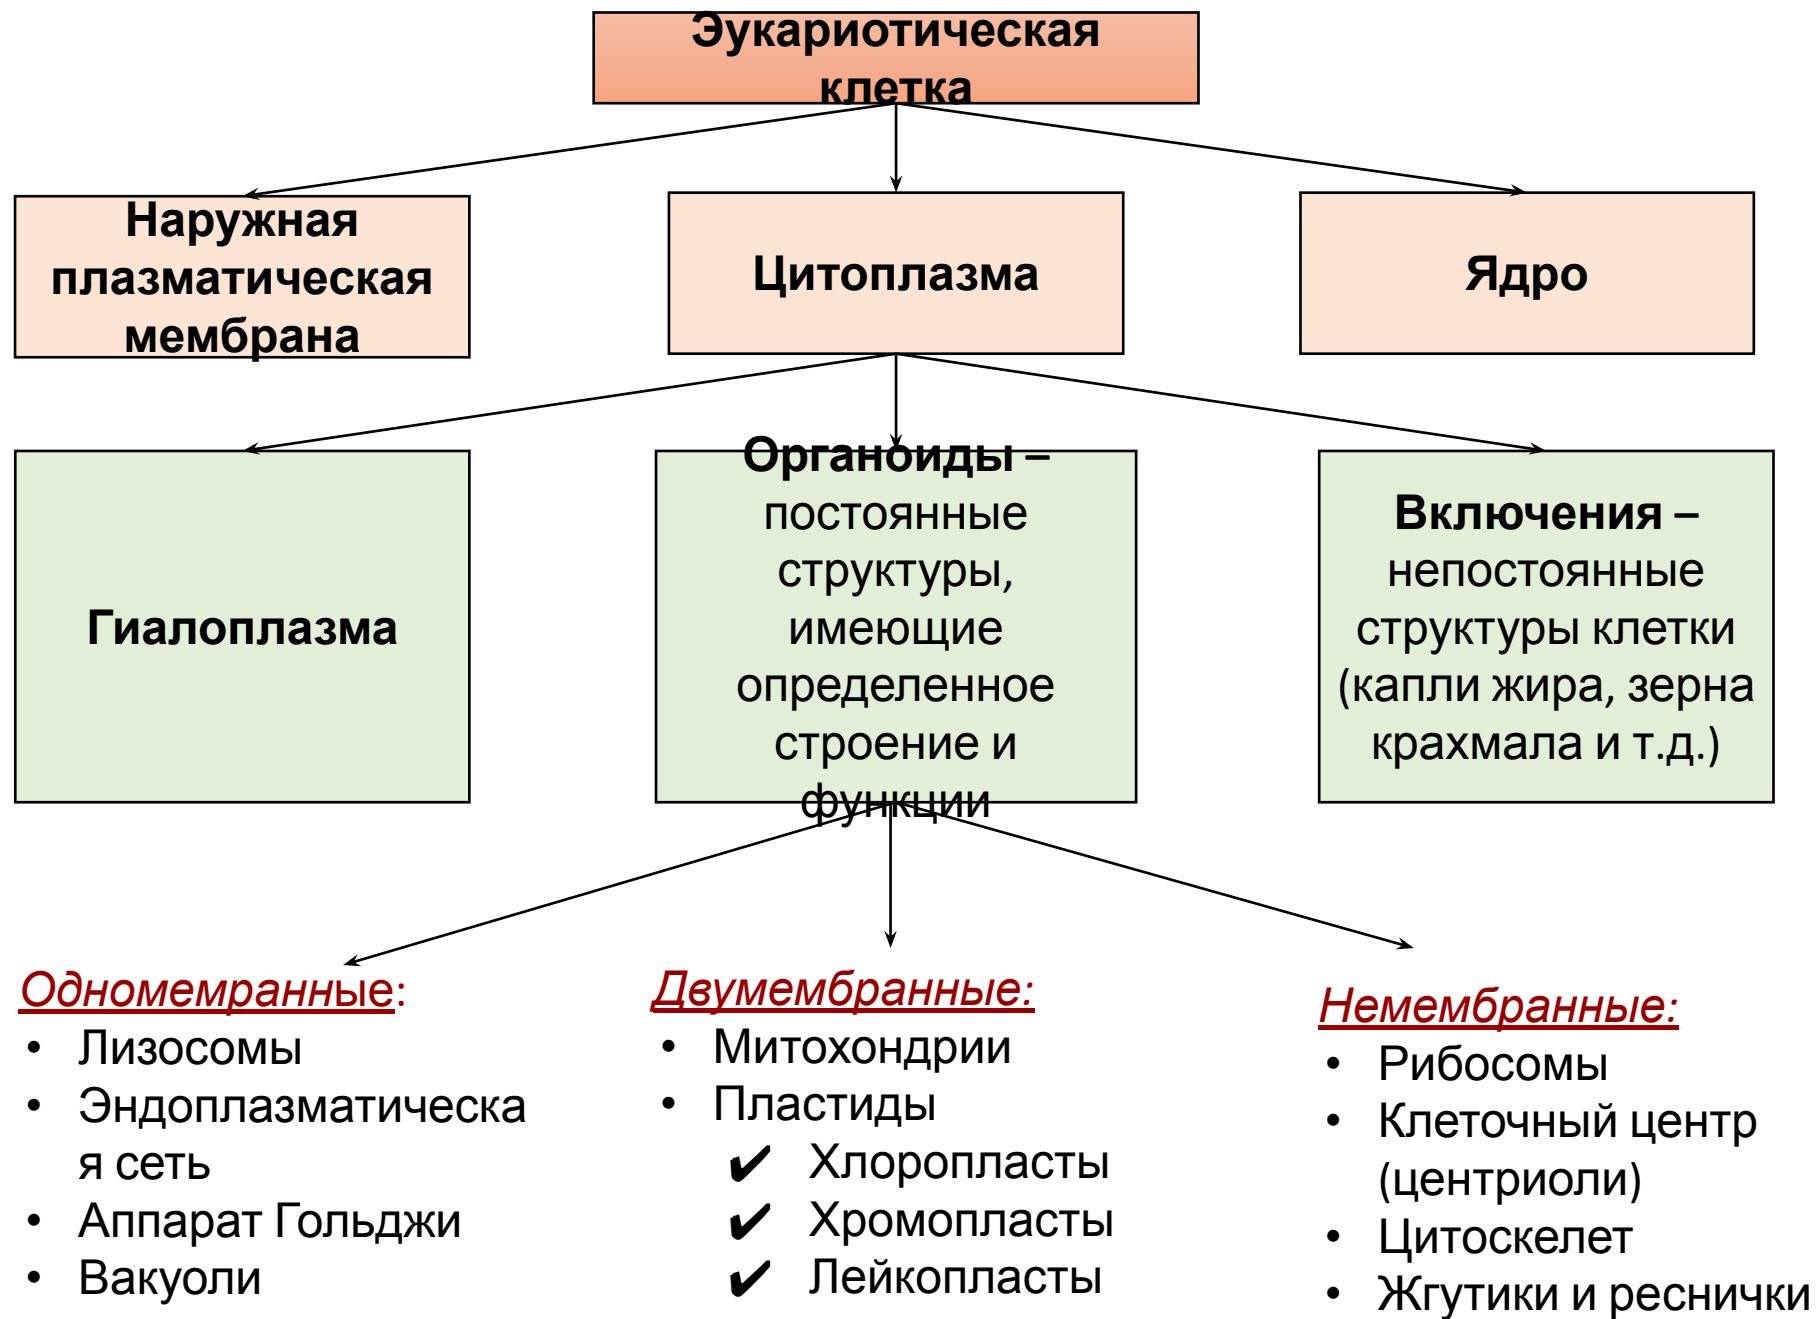 Эукариотическая
клетка
Наружная
плазматическая
мембрана
Цитоплазма
Ядро
Гиалоплазма
Органоиды –
постоянные
структуры,
имеющие
определенное
строение и
функции
Включения –
непостоянные
структуры клетки
(капли жира, зерна
крахмала и т.д.)
Одномемранные:
• Лизосомы
• Эндоплазматическа
я сеть
• Аппарат Гольджи
• Вакуоли
Двумембранные:
• Митохондрии
• Пластиды
✔ Хлоропласты
✔ Хромопласты
✔ Лейкопласты
Немембранные:
• Рибосомы
• Клеточный центр
(центриоли)
• Цитоскелет
• Жгутики и реснички